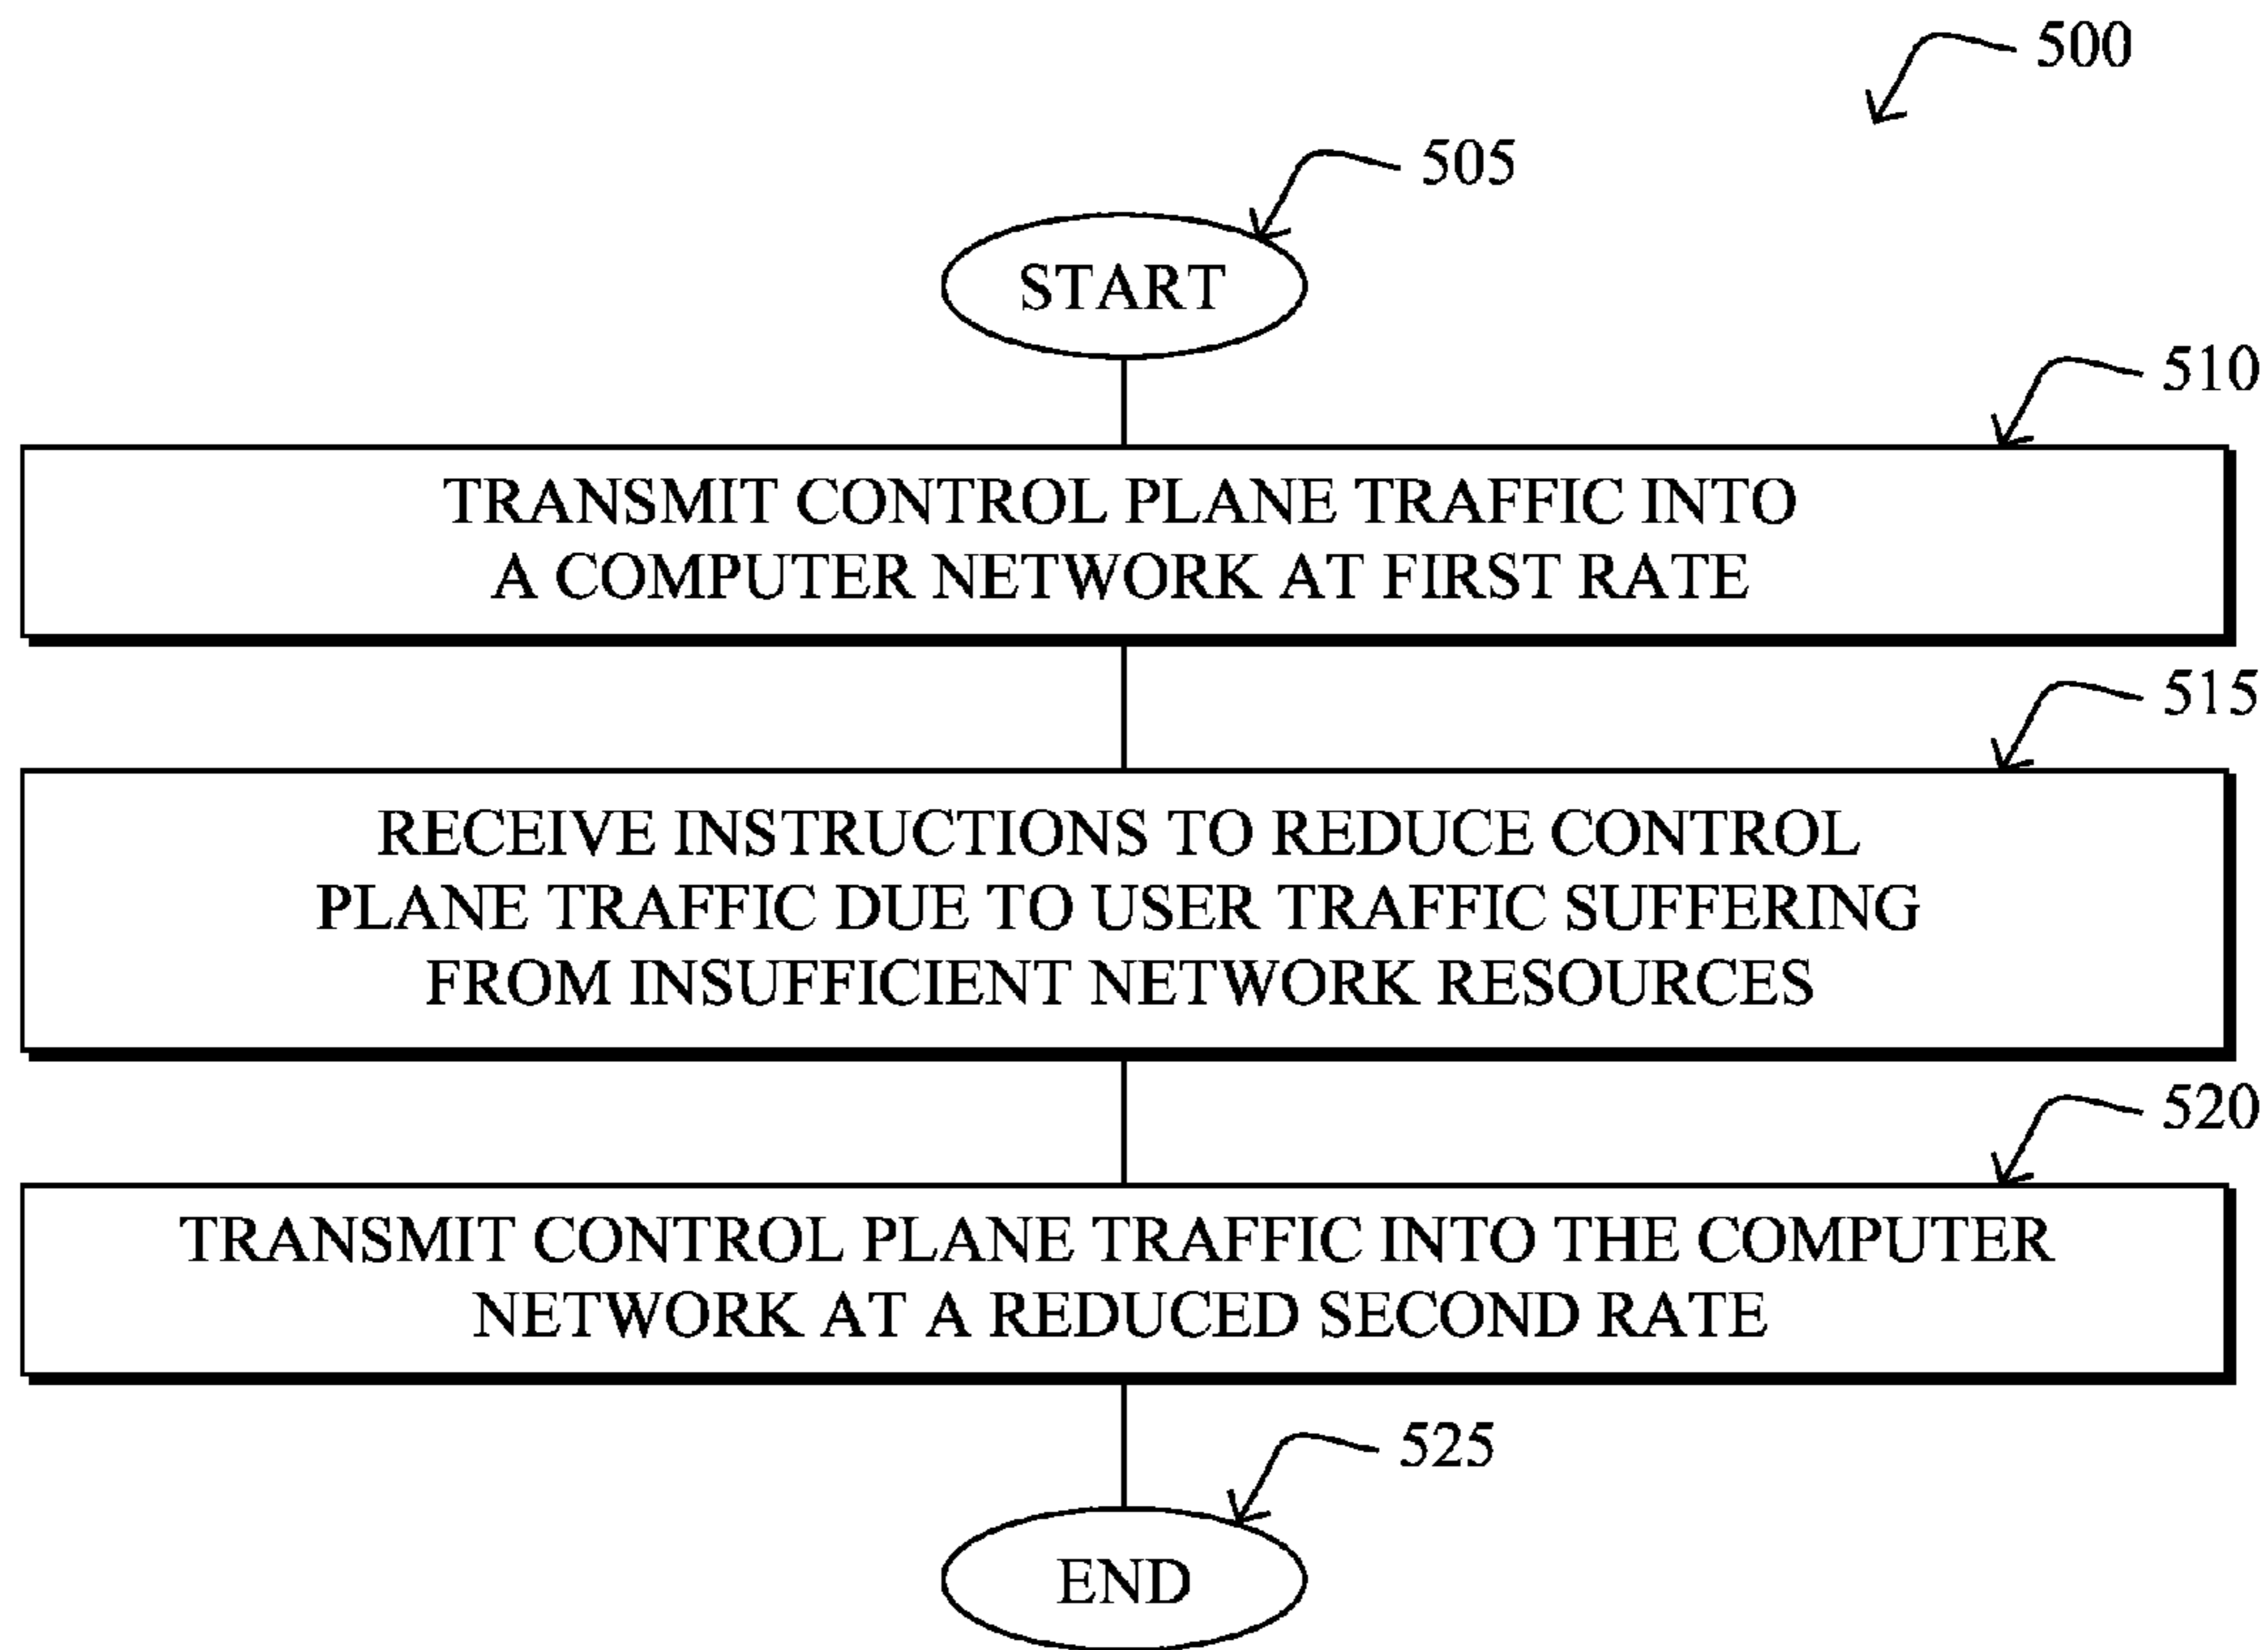 500
505
START
510
TRANSMIT CONTROL PLANE TRAFFIC INTO
A COMPUTER NETWORK AT FIRST RATE
515
RECEIVE INSTRUCTIONS TO REDUCE CONTROL
PLANE TRAFFIC DUE TO USER TRAFFIC SUFFERING
FROM INSUFFICIENT NETWORK RESOURCES
520
TRANSMIT CONTROL PLANE TRAFFIC INTO THE COMPUTER
NETWORK AT A REDUCED SECOND RATE
525
END